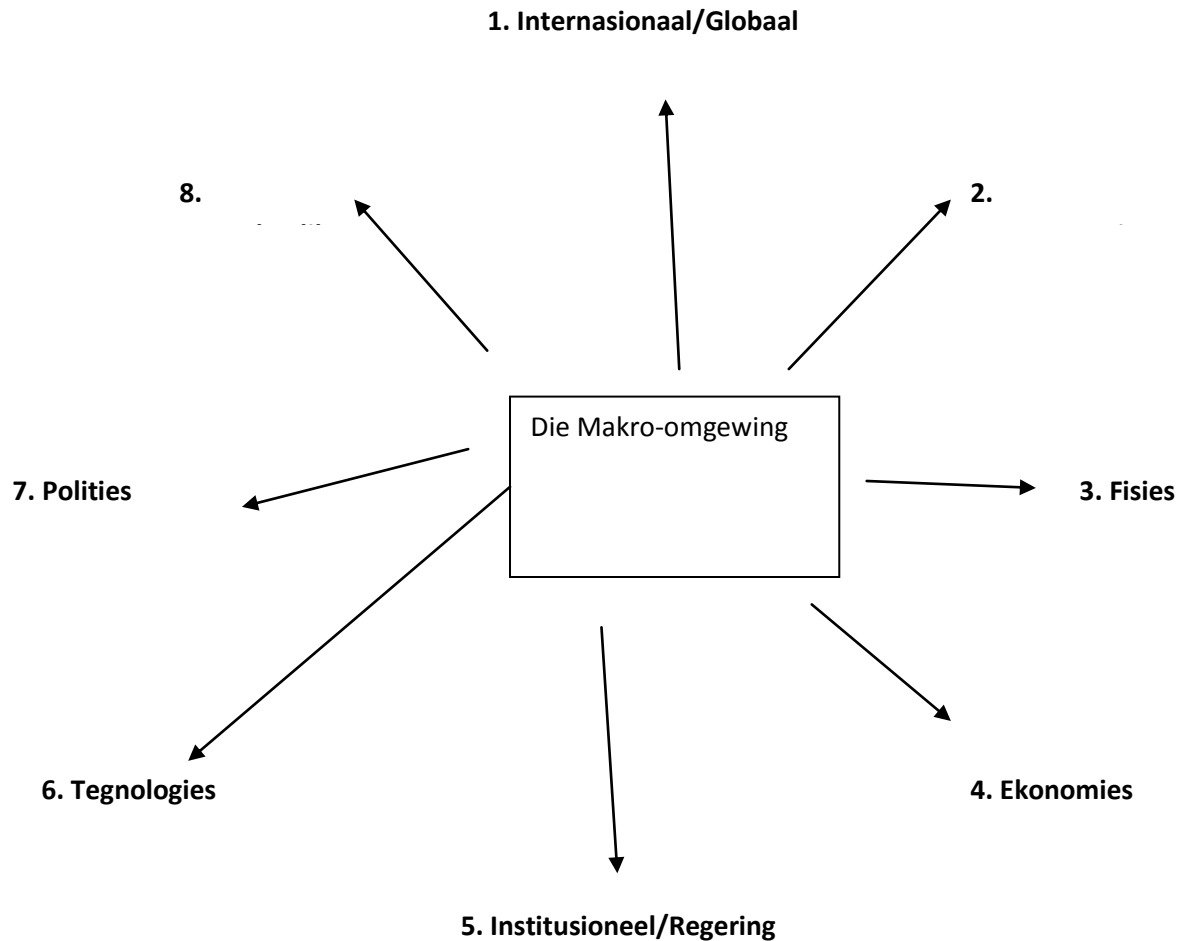 1. Internasionaal/Globaal
8.
2.
Die Makro-omgewing
7. Polities
3. Fisies
6. Tegnologies
4. Ekonomies
5. Institusioneel/Regering